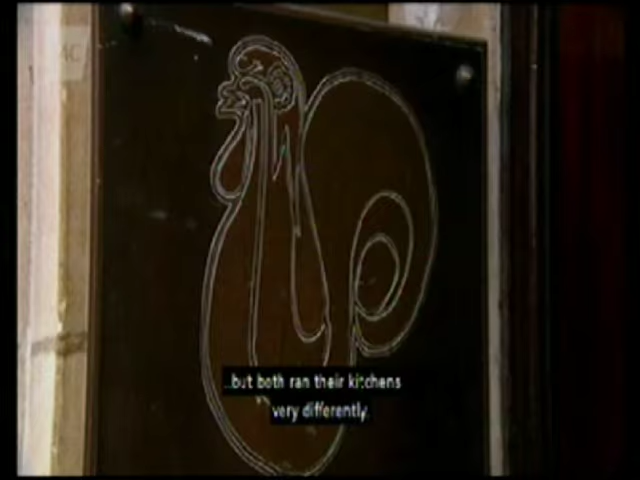 ..but both ran their kitchens
very differently.